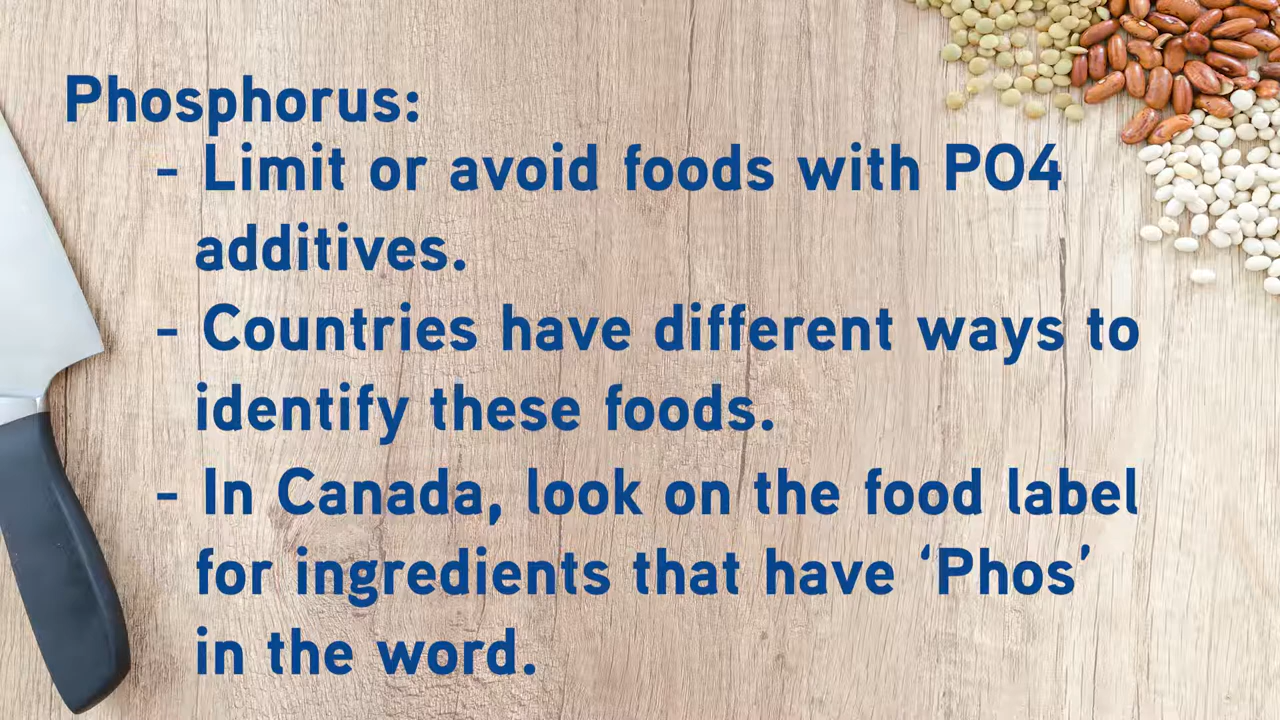 Phosphorus:
- Limit or avoid foods with PO4
additives.
- Countries have different ways to
identify these foods.
- In Canada, look on the food label
for ingredients that have ‘Phos’
in the word.